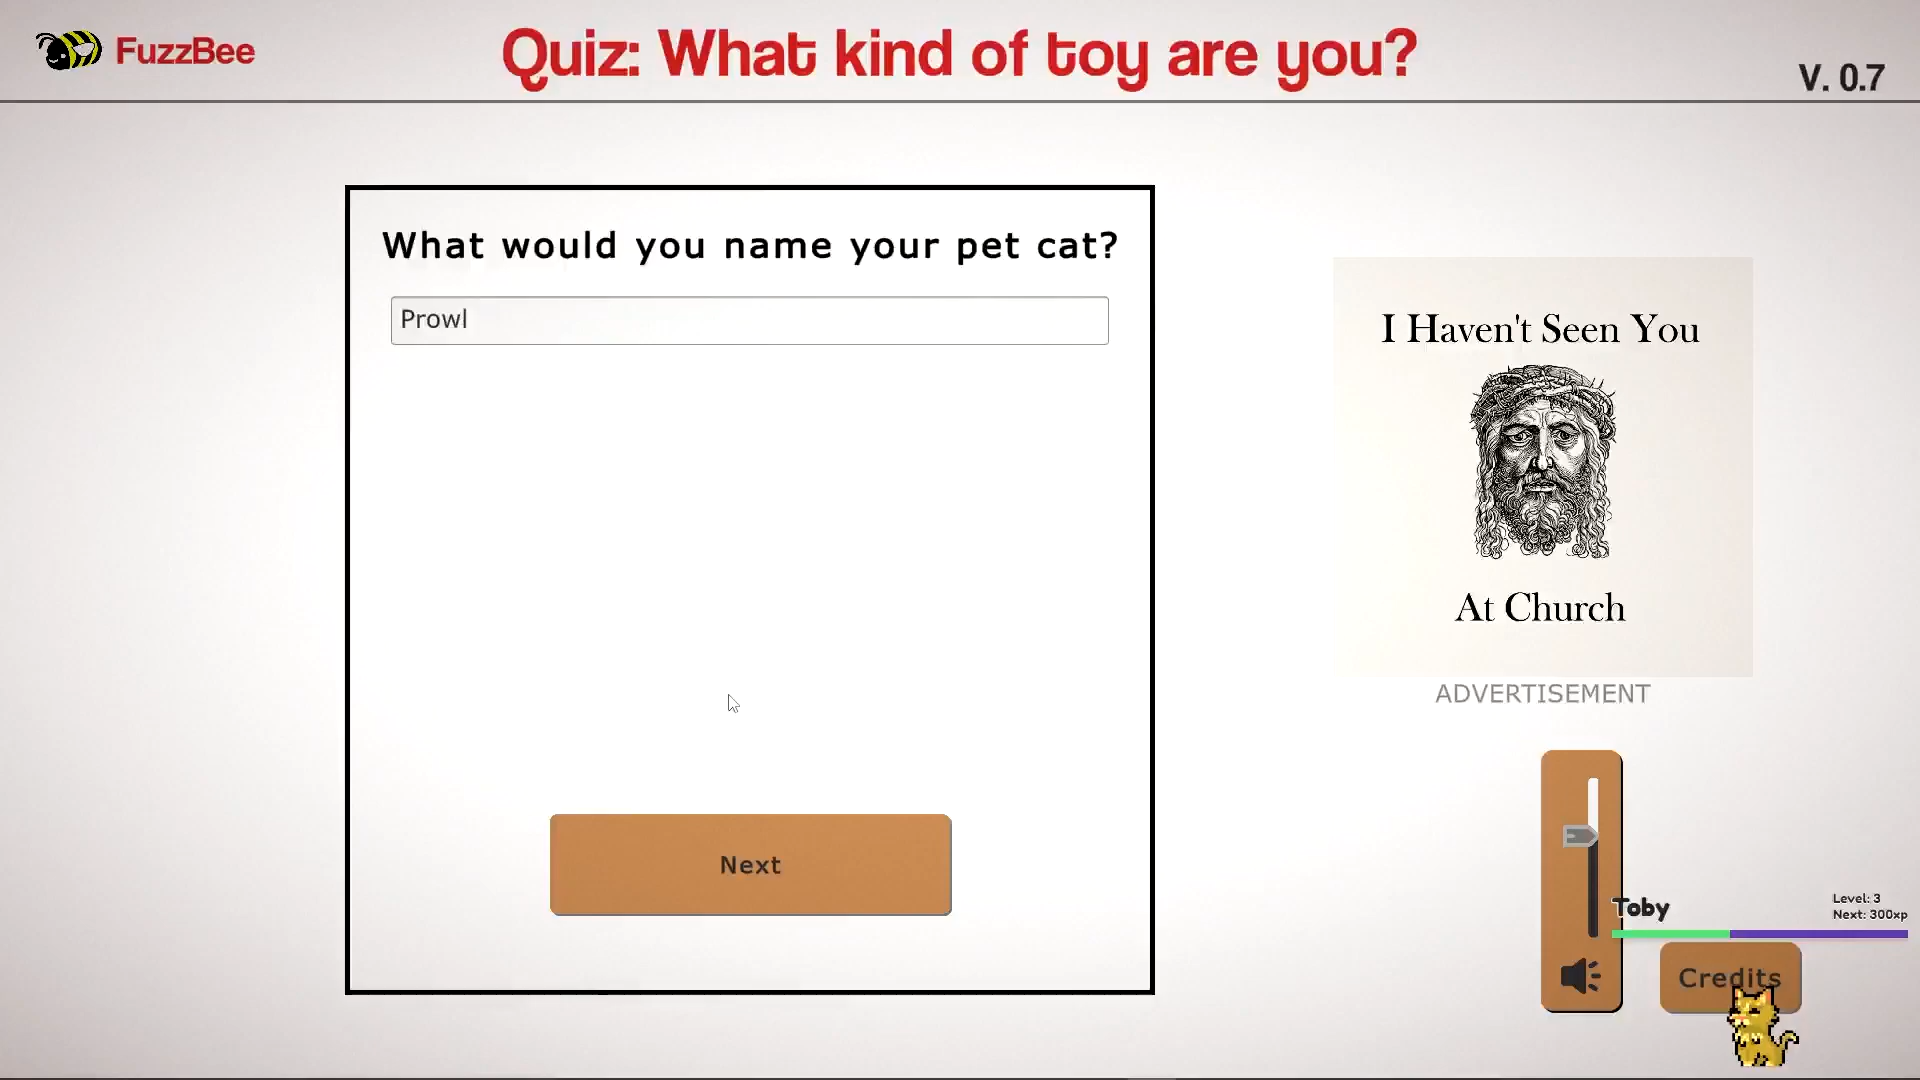 FuzzBee
Quiz: What kind of toy are you?
V. 0.7
What would you name your pet cat?
Prowl
I Haven't Seen You
At Church
ADVERTISEMENT
Next
Toby
Level: 3
Next: 300xp
Credits